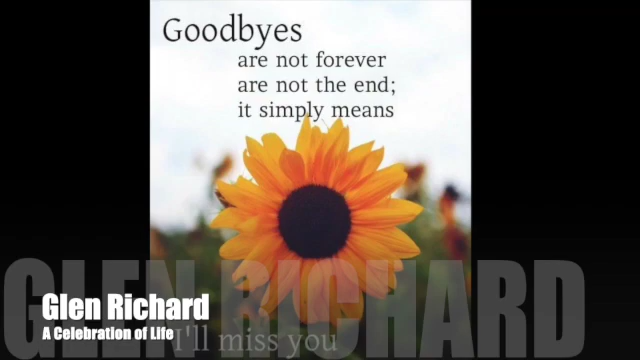 Goodbyes
are not forever
are not the end;
it simply means
GLEN RICHARD
Glen Richard
A Celebration of Life
I'll miss you